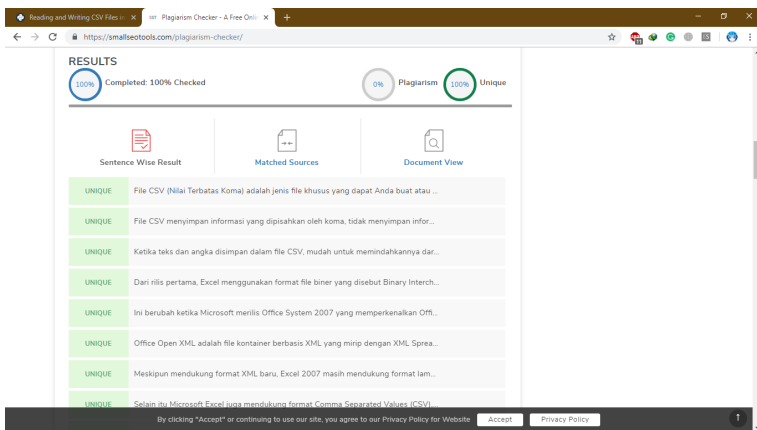 Reading and Writing CSV Files in
Plagiarism Checker - A Free Onli
https://smallseotools.com/plagiarism-checker/
RESULTS
100% Completed: 100% Checked
0% Plagiarism 100% Unique
Sentence Wise Result Matched Sources Document View
UNIQUE File CSV (Nilai Terbatas Koma) adalah jenis file khusus yang dapat Anda buat atau ...
UNIQUE File CSV menyimpan informasi yang dipisahkan oleh koma, tidak menyimpan infor...
UNIQUE Ketika teks dan angka disimpan dalam file CSV, mudah untuk memindahkannya dar...
UNIQUE Dari rilis pertama, Excel menggunakan format file biner yang disebut Binary Interch...
UNIQUE Ini berubah ketika Microsoft merilis Office System 2007 yang memperkenalkan Offi...
UNIQUE Office Open XML adalah file kontainer berbasis XML yang mirip dengan XML Sprea...
UNIQUE Meskipun mendukung format XML baru, Excel 2007 masih mendukung format lam...
UNIQUE Selain itu Microsoft Excel juga mendukung format Comma Separated Values (CSV)....
By clicking "Accept" or continuing to use our site, you agree to our Privacy Policy for Website Accept Privacy Policy